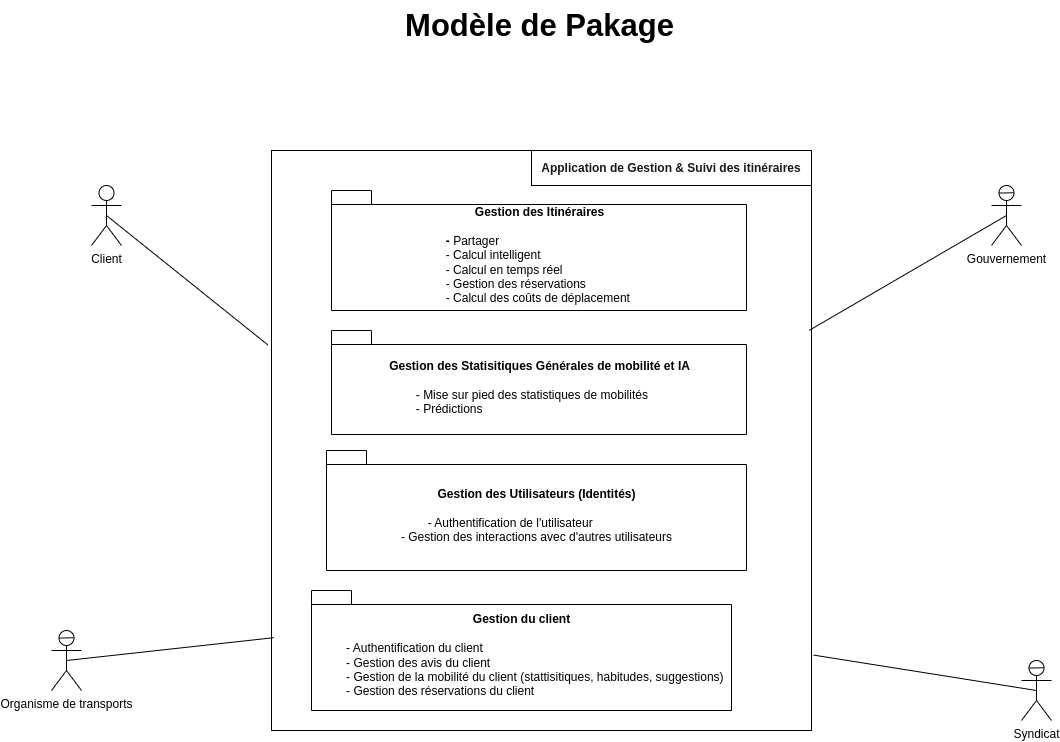 Modèle de Pakage
Application de Gestion & Suivi des itinéraires
Gestion des Itinéraires
- Partager
- Calcul intelligent
- Calcul en temps réel
- Gestion des réservations
- Calcul des coûts de déplacement
Client
Gouvernement
Gestion des Statisitiques Générales de mobilité et IA
- Mise sur pied des statistiques de mobilités
- Prédictions
Gestion des Utilisateurs (Identités)
- Authentification de l'utilisateur
- Gestion des interactions avec d'autres utilisateurs
Gestion du client
- Authentification du client
- Gestion des avis du client
- Gestion de la mobilité du client (stattisitiques, habitudes, suggestions)
- Gestion des réservations du client
Organisme de transports
Syndicat